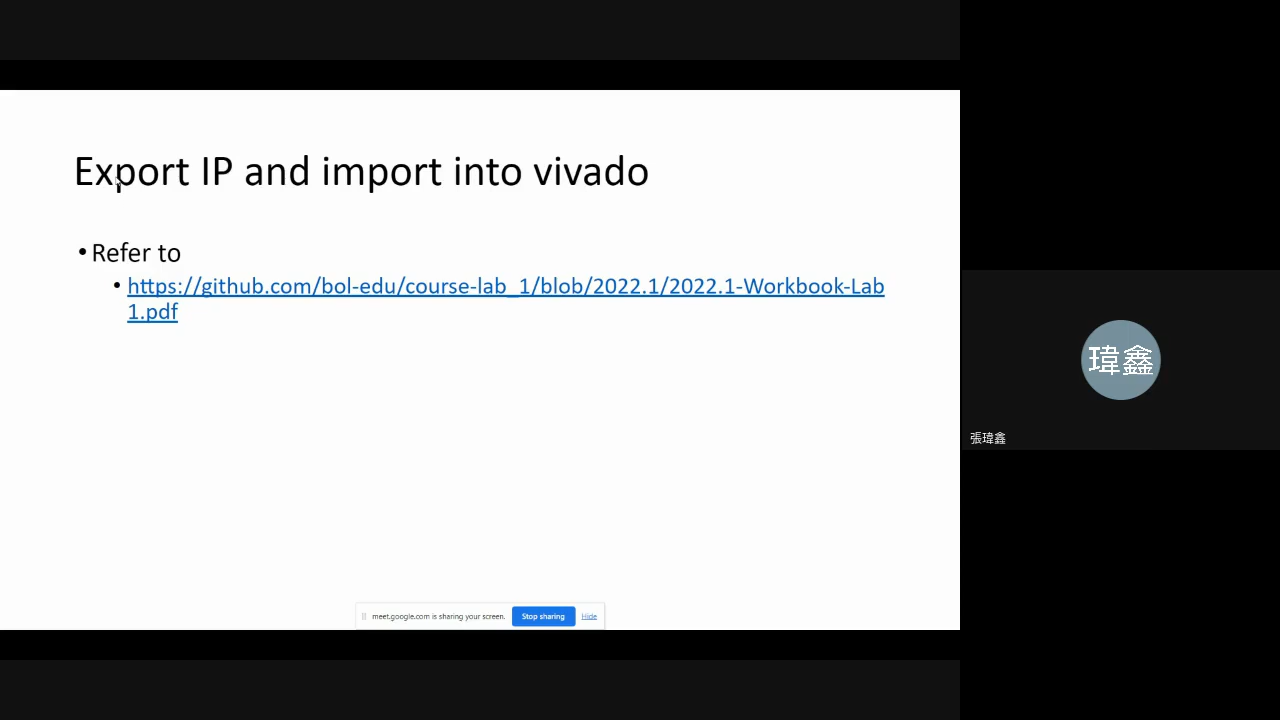 Export IP and import into vivado
•Refer to
•https://github.com/bol-edu/course-lab_1/blob/2022.1/2022.1-Workbook-Lab
1.pdf
瑋鑫
張瑋鑫
meet.google.com is sharing your screen. Stop sharing Hide